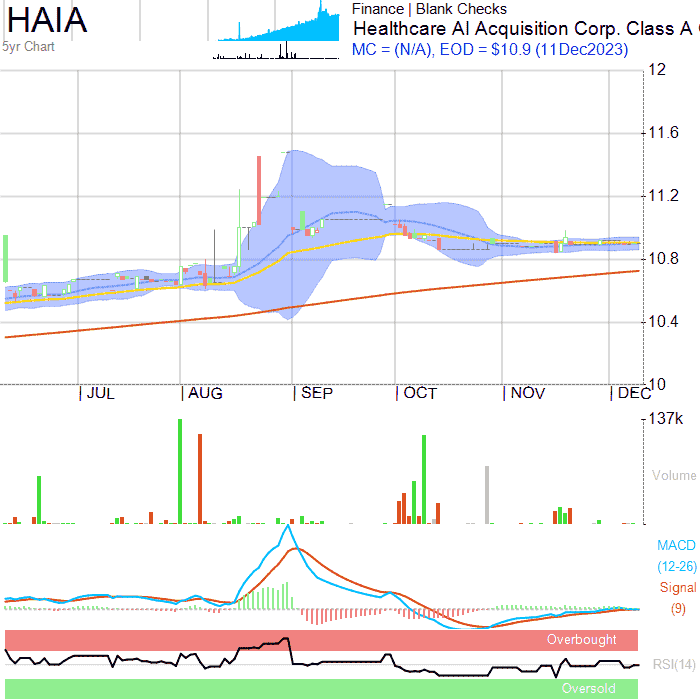 HAIA
5yr Chart
Finance | Blank Checks
Healthcare AI Acquisition Corp. Class A
MC = (N/A), EOD = $10.9 (11Dec2023)
12
11.6
11.2
10.8
10.4
10
JUL AUG SEP OCT NOV DEC
137k
Volume
MACD
(12-26)
Signal
(9)
Overbought
RSI(14)
Oversold